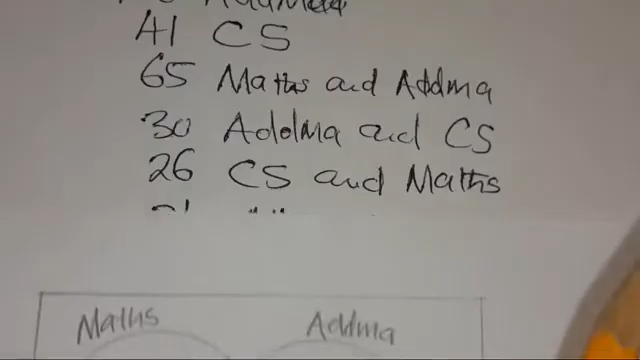 41 CS
65 Maths and Addma
30 Addma and CS
26 CS and Maths
Maths Addma